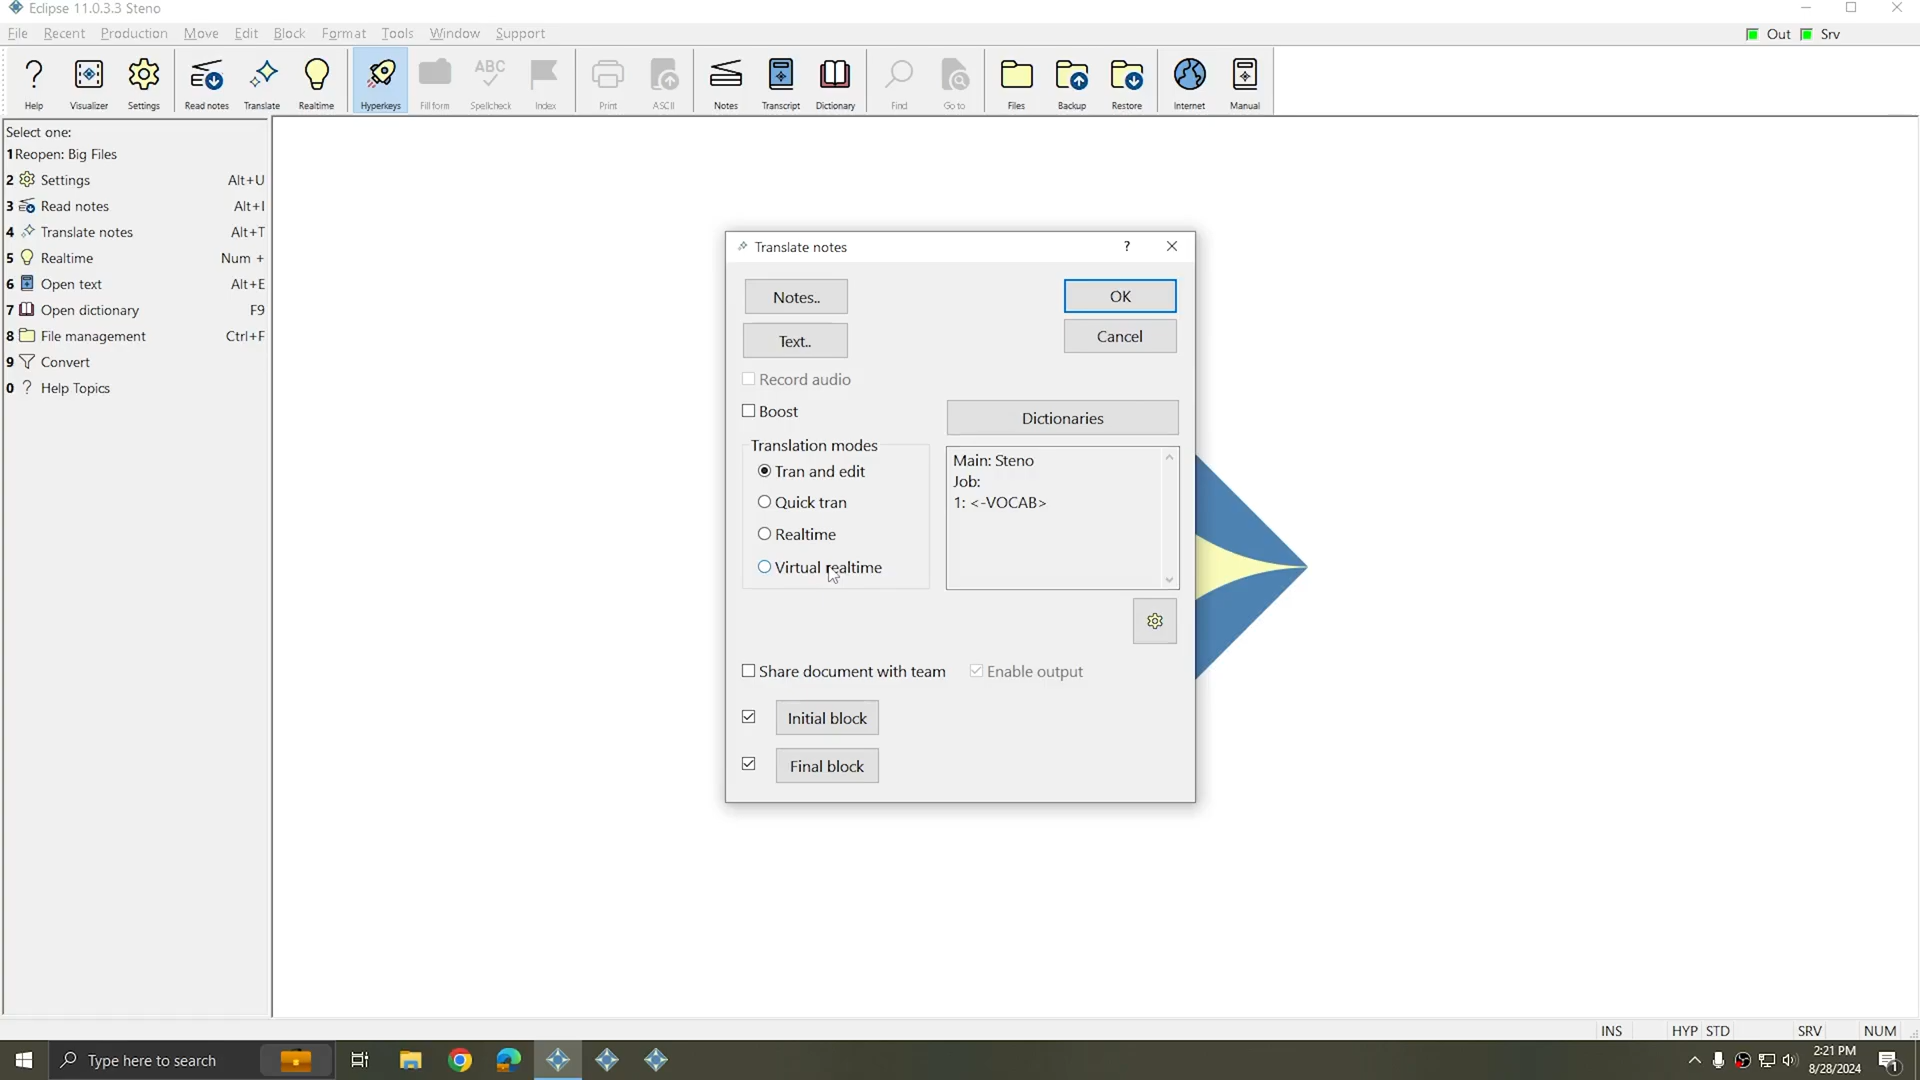 Eclipse 11.0.3.3 Steno
File Recent Production Move Edit Block Format Tools Window Support
Out Srv
Help Visualizer Settings Read notes Translate Realtime Hyperkeys Fill form Spellcheck Index Print ASCII Notes Transcript Dictionary Find Go to Files Backup Restore Internet Manual
ABC
Select one:
1Reopen: Big Files
2 Settings Alt+U
3 Read notes Alt+I
4 Translate notes Alt+T
5 Realtime Num +
6 Open text Alt+E
7 Open dictionary F9
8 File management Ctrl+F
9 Convert
0 ? Help Topics
Translate notes ?
Notes..
OK
Text..
Cancel
Record audio
Boost
Dictionaries
Translation modes
Tran and edit
Quick tran
Realtime
Virtual realtime
Main: Steno
Job:
1: <-VOCAB>
Share document with team
Enable output
Initial block
Final block
INS HYP STD SRV NUM
Type here to search
2:21 PM
8/28/2024
1